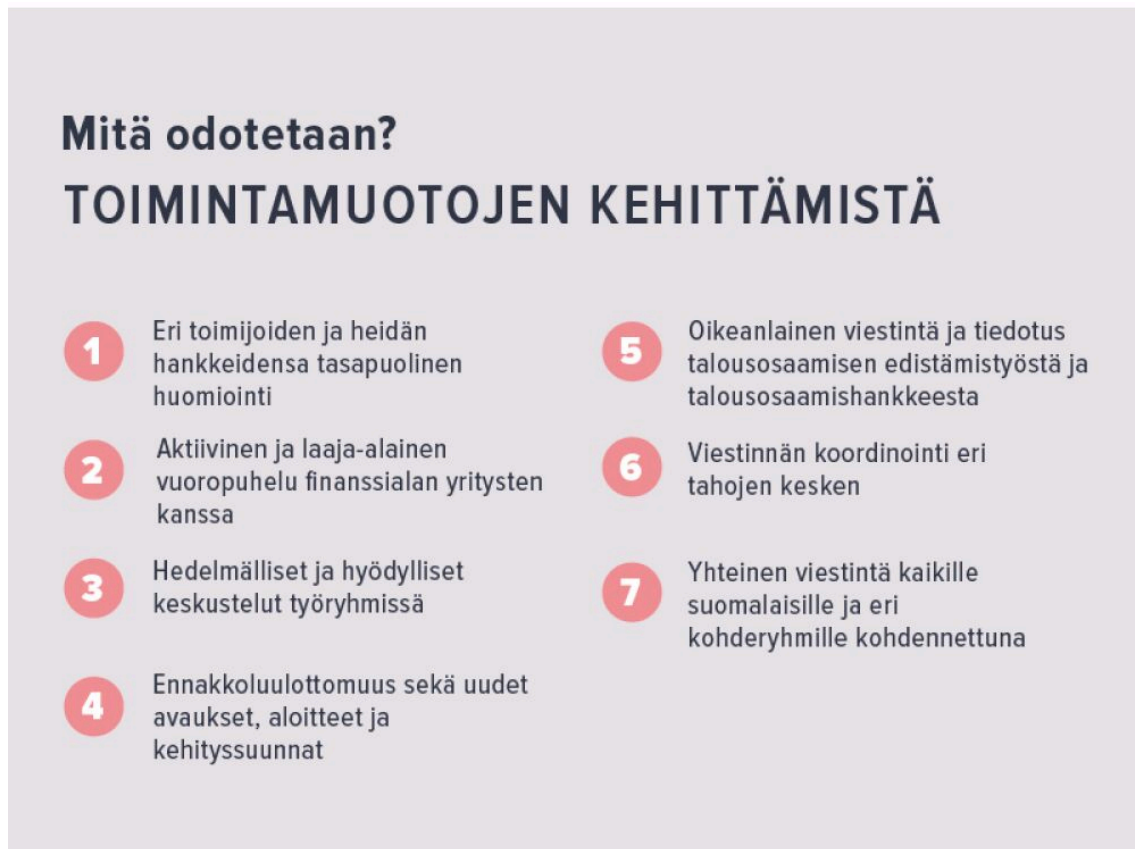 Mitä odotetaan?
TOIMINTAMUOTOJEN KEHITTÄMISTÄ
1
Eri toimijoiden ja heidän
hankkeidensa tasapuolinen
huomiointi
2
Aktiivinen ja laaja-alainen
vuoropuhelu finanssialan yritysten
kanssa
3
Hedelmälliset ja hyödylliset
keskustelut työryhmissä
4
Ennakkoluulottomuus sekä uudet
avaukset, aloitteet ja
kehityssuunnat
5
Oikeanlainen viestintä ja tiedotus
talousosaamisen edistämistyöstä ja
talousosaamishankkeesta
6
Viestinnän koordinointi eri
tahojen kesken
7
Yhteinen viestintä kaikille
suomalaisille ja eri
kohderyhmille kohdennettuna